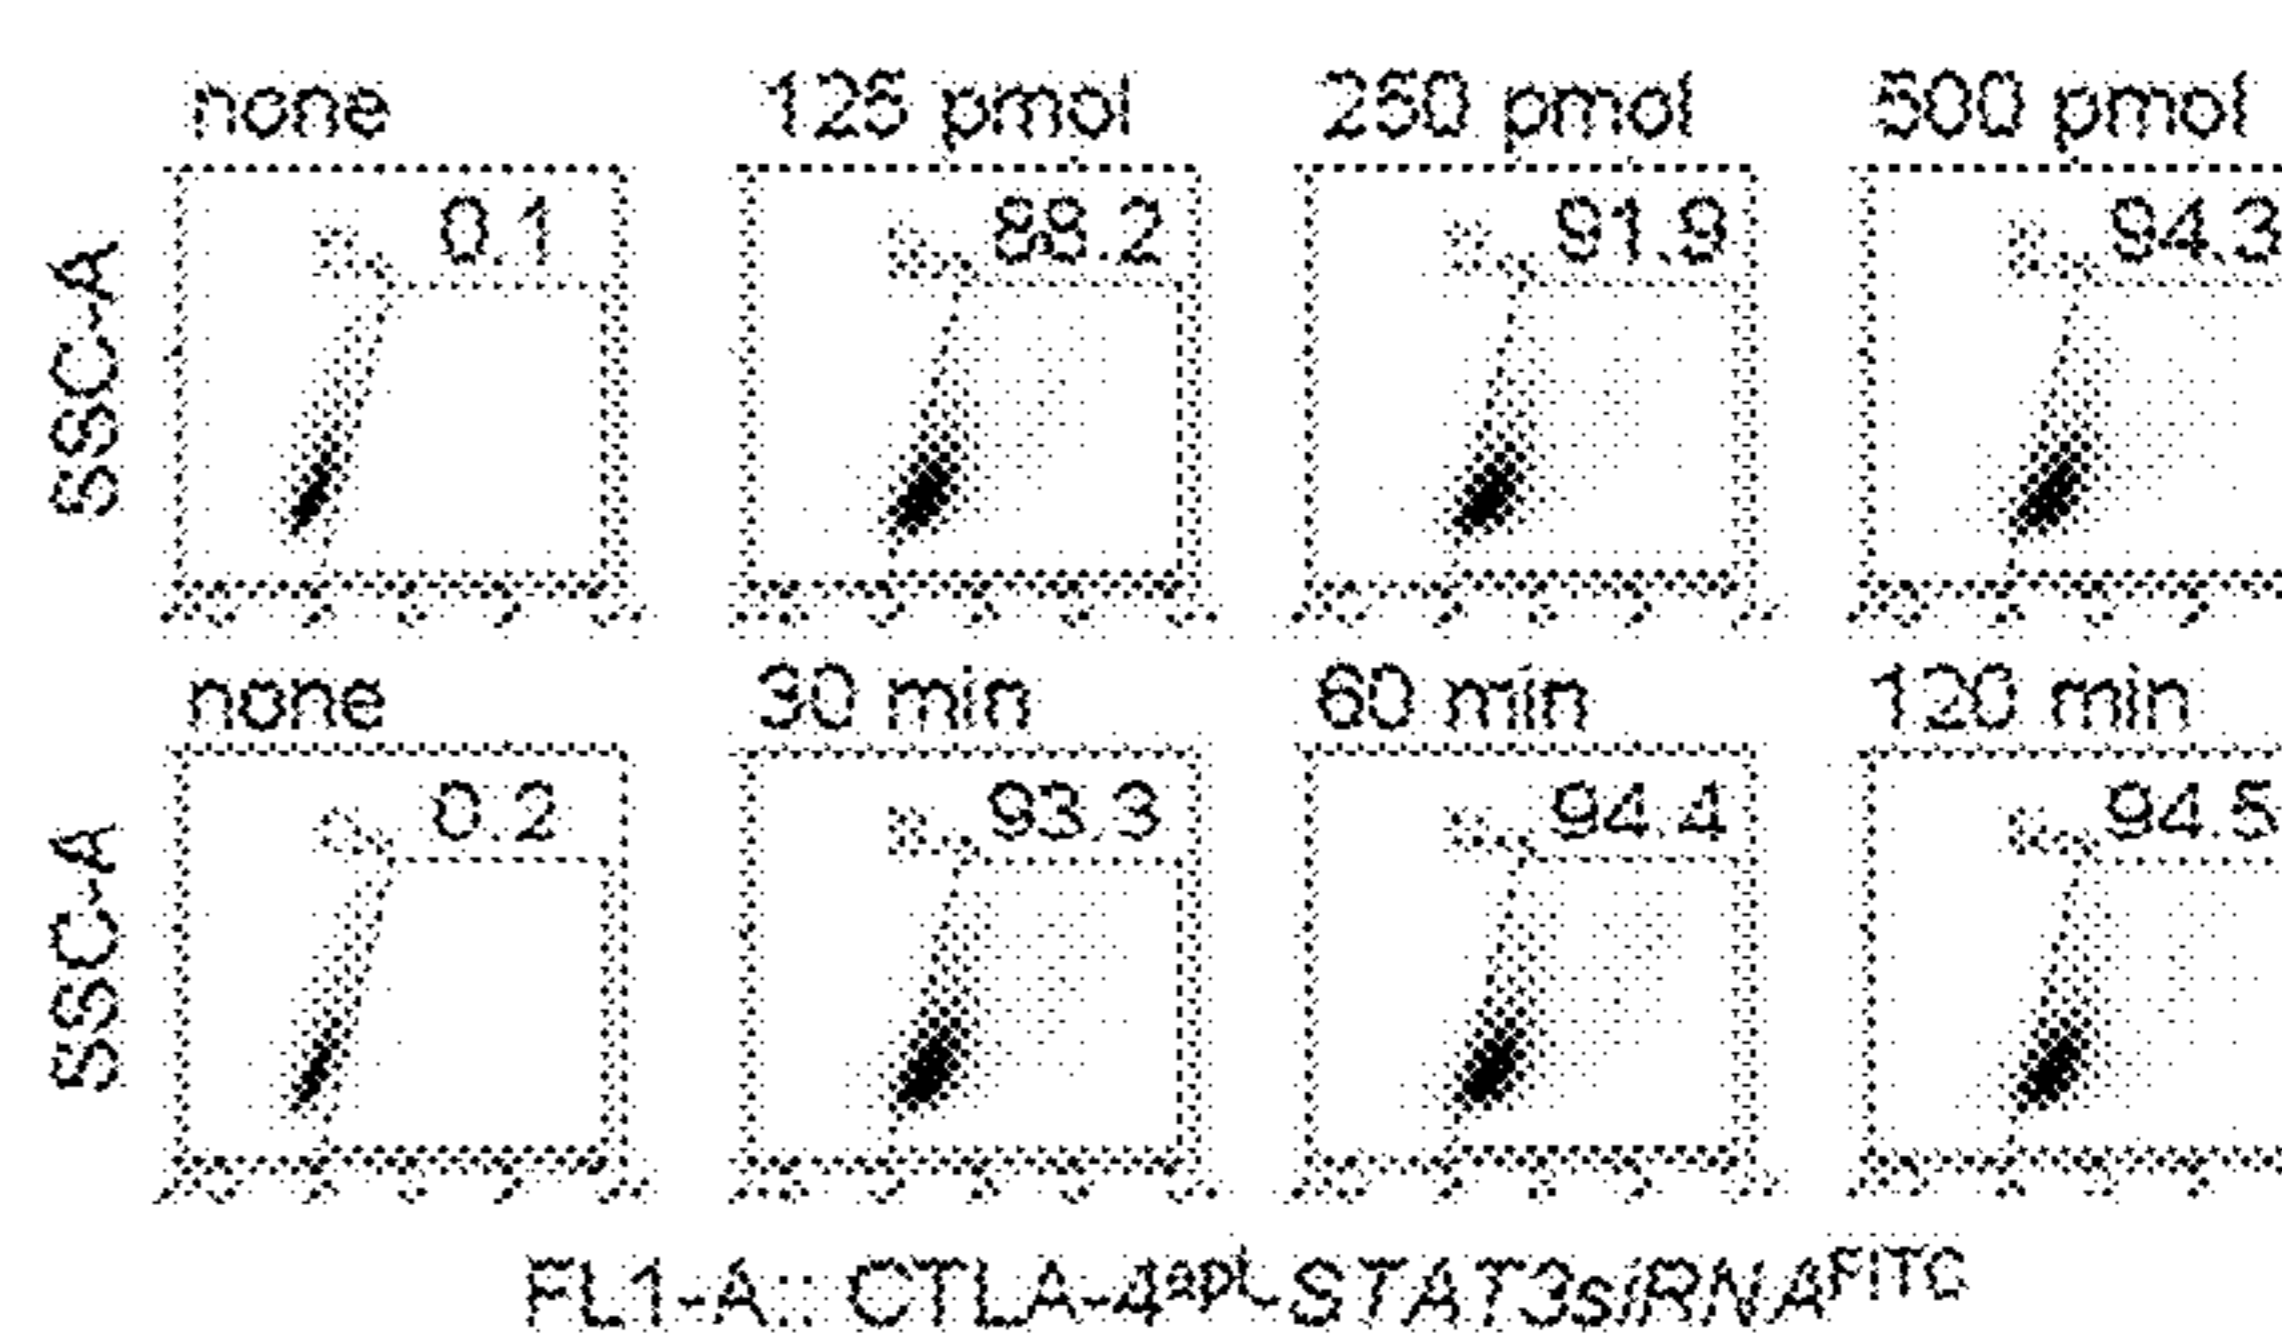 none 125 pmol 250 pmol 500 pmol
SSC-A 0.1 88.2 91.9 94.3
none 30 min 60 min 120 min
SSC-A 0.2 93.3 94.4 94.5
FL1-A:: CTLA-4apt-STAT3siRNAFITC